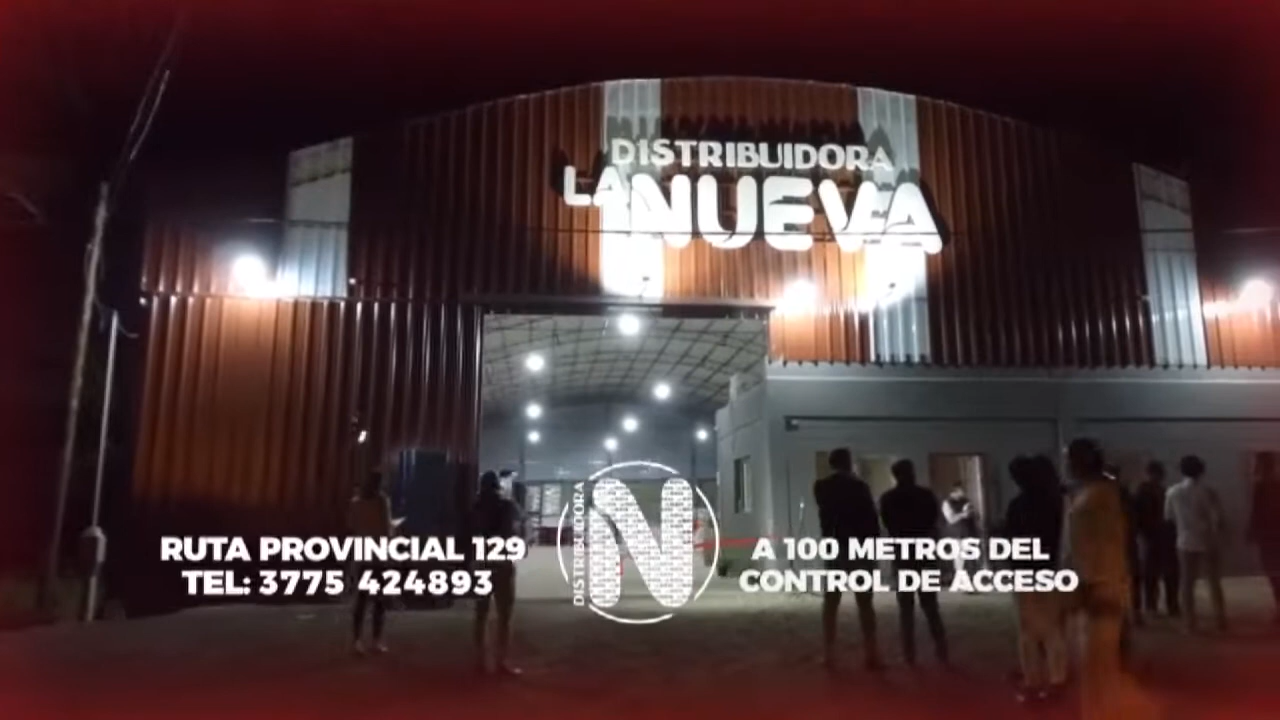 DISTRIBUIDORA
LA NUEVA
RUTA PROVINCIAL 129
TEL: 3775 424893
DISTRIBUIDORA
N
A 100 METROS DEL
CONTROL DE ACCESO